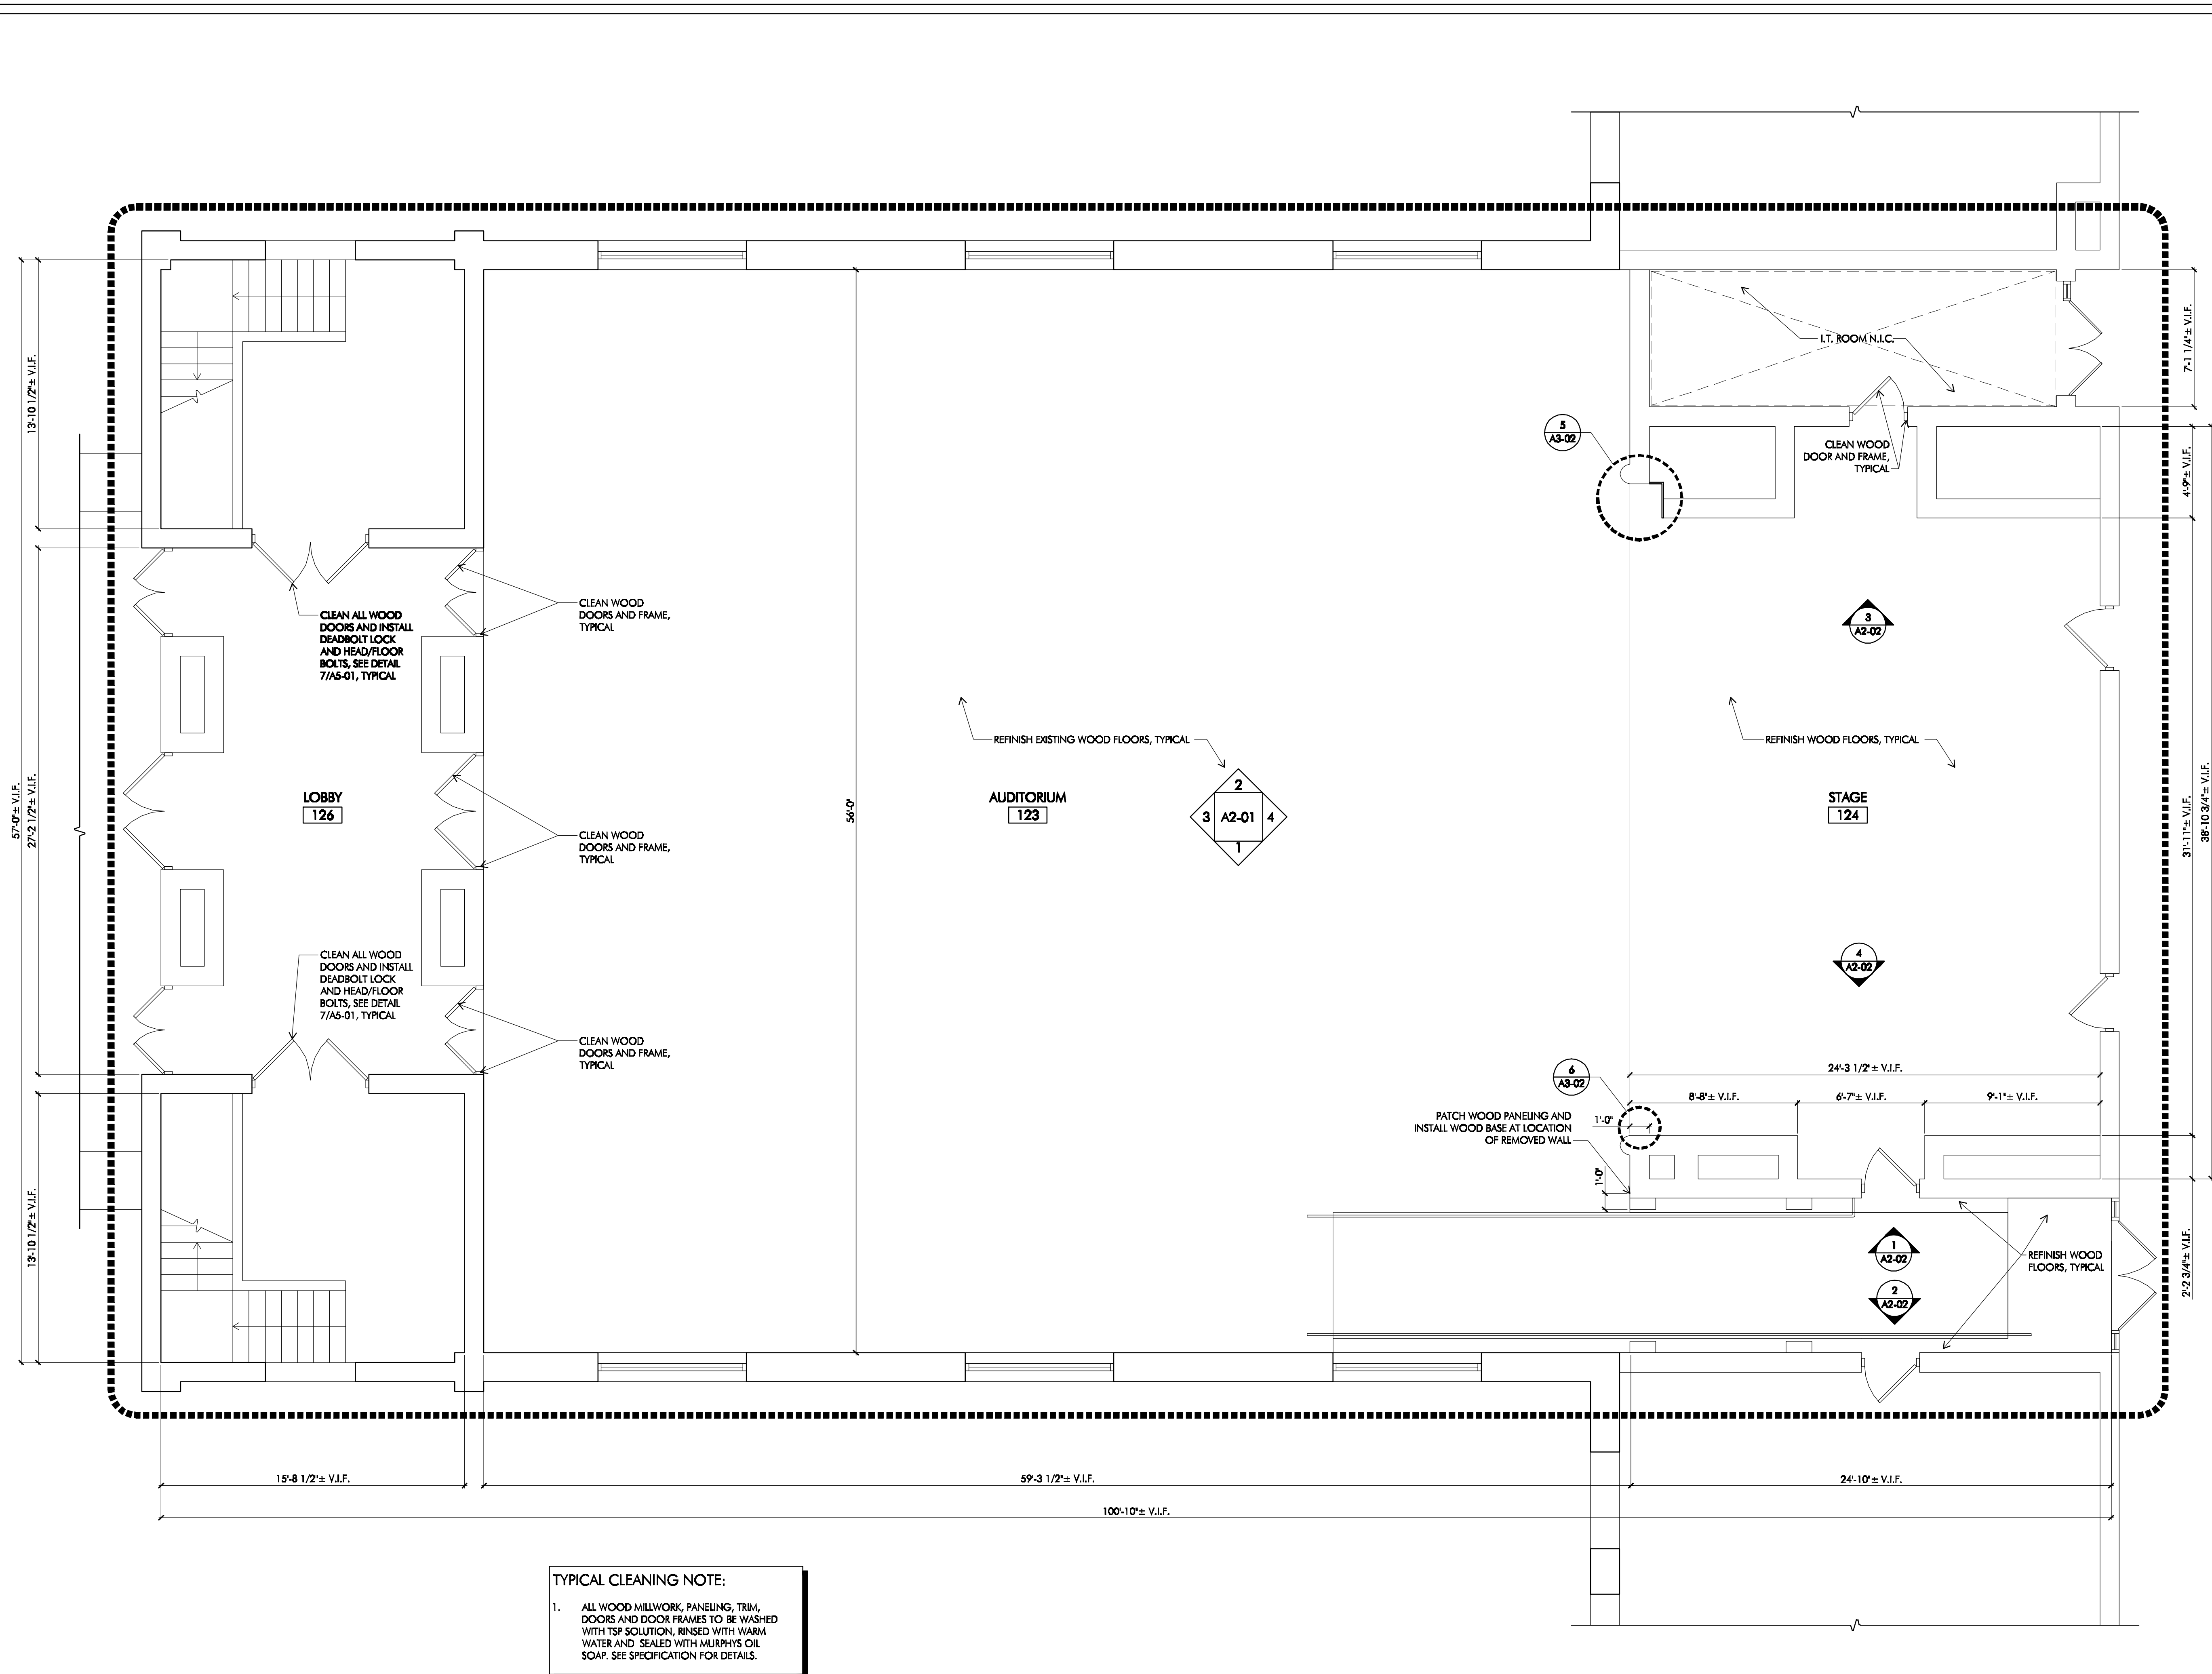 I.T. ROOM N.I.C.
7'-1 1/4"± V.I.F.
13'-10 1/2"± V.I.F.
5
A3-02
CLEAN WOOD
DOOR AND FRAME,
TYPICAL
4'-9"± V.I.F.
CLEAN ALL WOOD
DOORS AND INSTALL
DEADBOLT LOCK
AND HEAD/FLOOR
BOLTS, SEE DETAIL
7/A5-01, TYPICAL
CLEAN WOOD
DOORS AND FRAME,
TYPICAL
3
A2-02
REFINISH EXISTING WOOD FLOORS, TYPICAL
REFINISH WOOD FLOORS, TYPICAL
57'-0"± V.I.F.
27'-2 1/2"± V.I.F.
LOBBY
126
56'-0"
AUDITORIUM
123
2
3 A2-01 4
1
STAGE
124
31'-11"± V.I.F.
38'-10 3/4"± V.I.F.
CLEAN WOOD
DOORS AND FRAME,
TYPICAL
CLEAN ALL WOOD
DOORS AND INSTALL
DEADBOLT LOCK
AND HEAD/FLOOR
BOLTS, SEE DETAIL
7/A5-01, TYPICAL
4
A2-02
CLEAN WOOD
DOORS AND FRAME,
TYPICAL
6
A3-02
24'-3 1/2"± V.I.F.
8'-8"± V.I.F.
6'-7"± V.I.F.
9'-1"± V.I.F.
PATCH WOOD PANELING AND
INSTALL WOOD BASE AT LOCATION
OF REMOVED WALL
1'-0"
1'-0"
13'-10 1/2"± V.I.F.
1
A2-02
2
A2-02
REFINISH WOOD
FLOORS, TYPICAL
2'-2 3/4"± V.I.F.
15'-8 1/2"± V.I.F.
59'-3 1/2"± V.I.F.
24'-10"± V.I.F.
100'-10"± V.I.F.
TYPICAL CLEANING NOTE:
1. ALL WOOD MILLWORK, PANELING, TRIM,
DOORS AND DOOR FRAMES TO BE WASHED
WITH TSP SOLUTION, RINSED WITH WARM
WATER AND SEALED WITH MURPHYS OIL
SOAP. SEE SPECIFICATION FOR DETAILS.